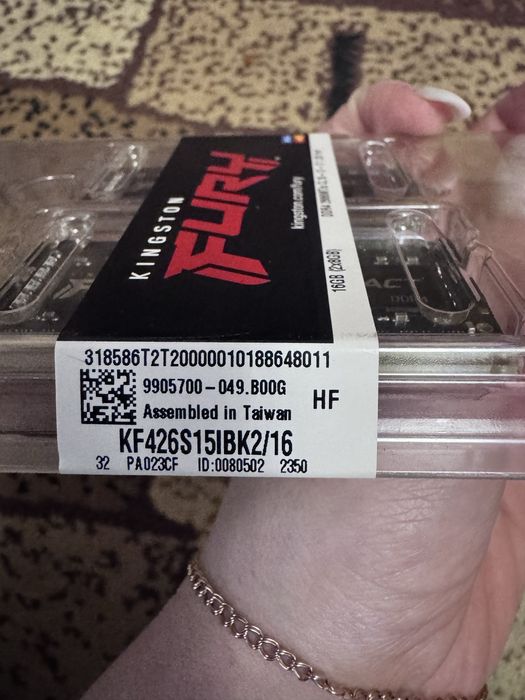 KINGSTON
FURY
kingston.com/fury
16GB (2x8GB)
DDR4
318586T2T20000010188648011
9905700-049.B00G
Assembled in Taiwan
HF
KF426S15IBK2/16
32 PA023CF ID:0080502 2350